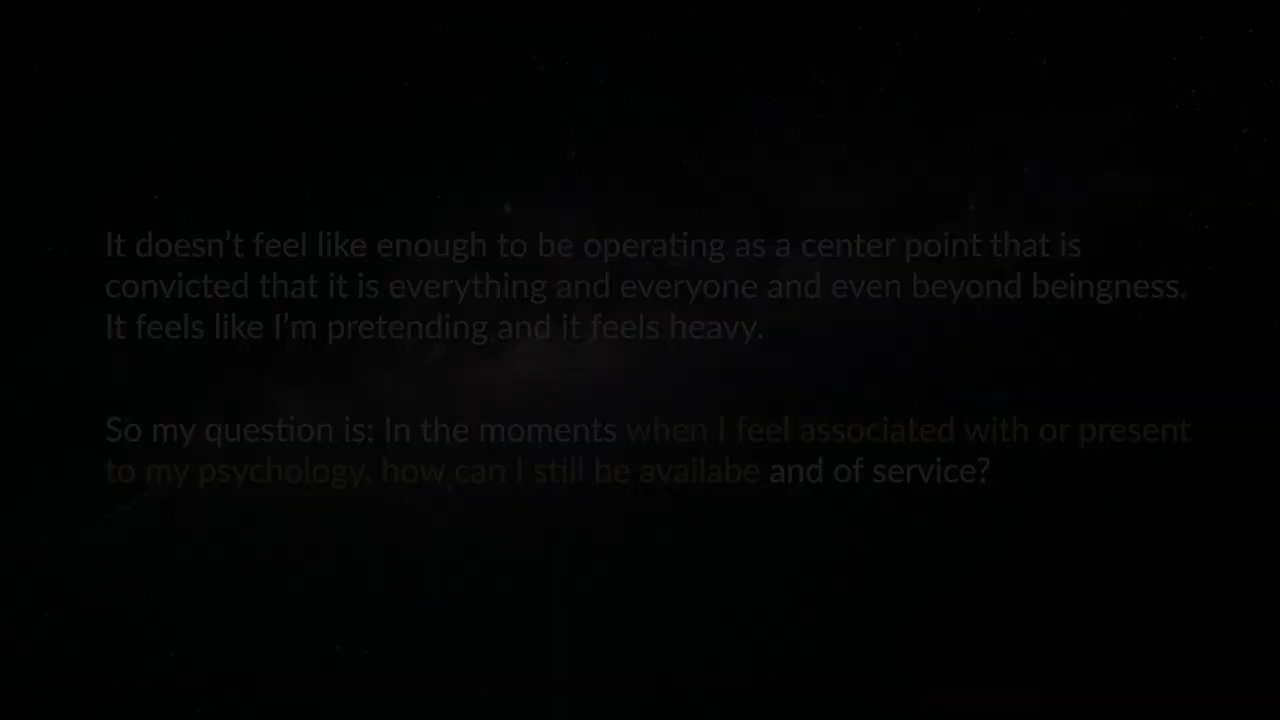 It doesn’t feel like enough to be operating as a center point that is
convicted that it is everything and everyone and even beyond beingness.
It feels like I’m pretending and it feels heavy.
So my question is: In the moments when I feel associated with or present
to my psychology, how can I still be availabe and of service?